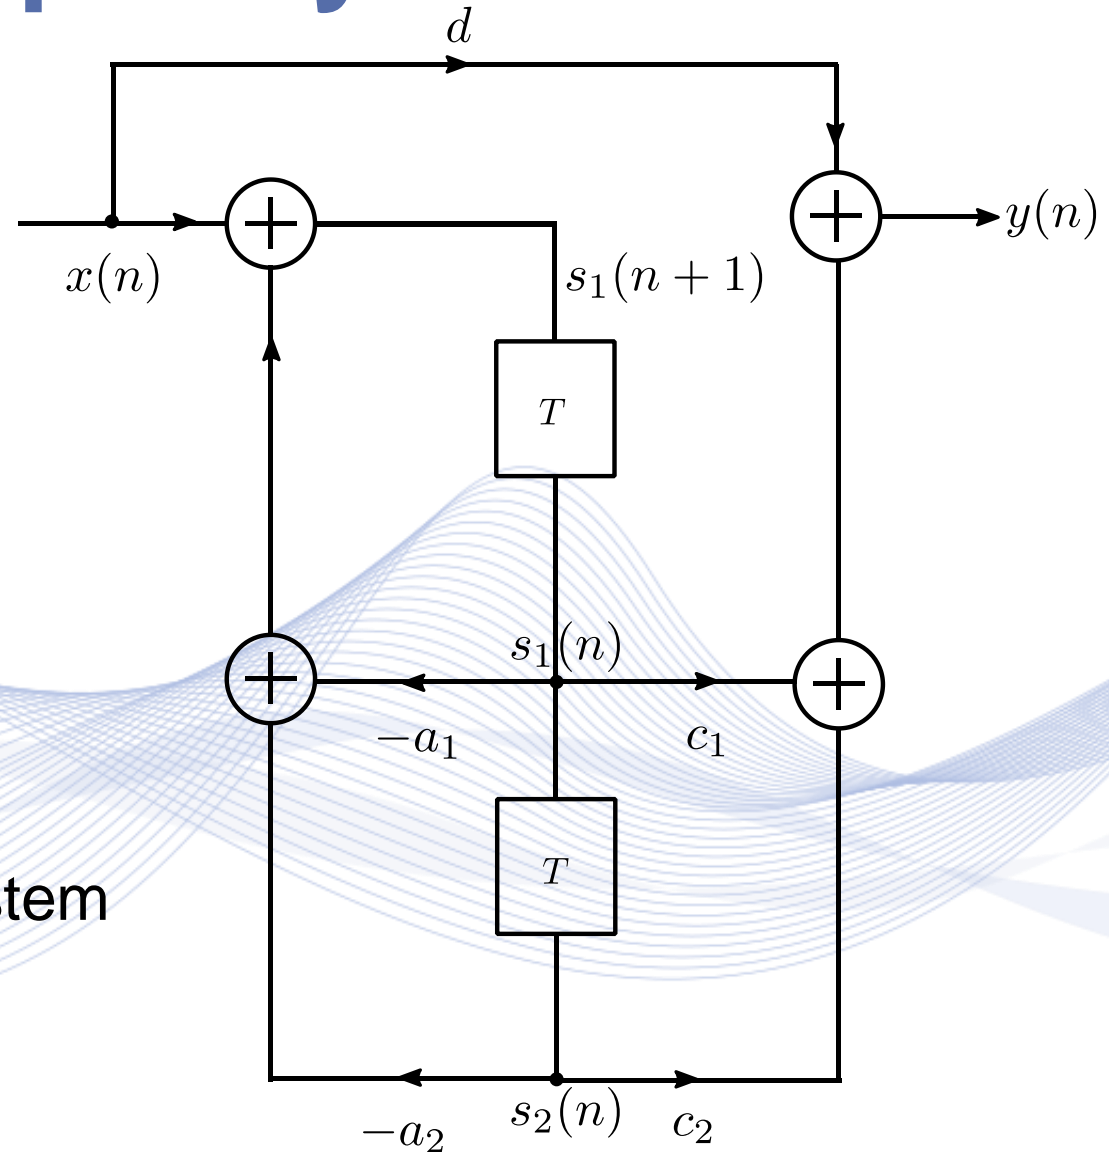 d
y(n)
x(n)
s₁(n + 1)
T
s₁(n)
−a₁
c₁
T
stem
s₂(n)
−a₂
c₂